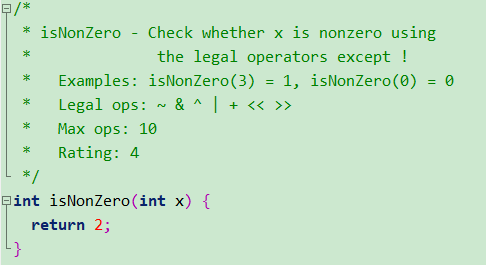 /*
 * isNonZero - Check whether x is nonzero using
 *              the legal operators except !
 *   Examples: isNonZero(3) = 1, isNonZero(0) = 0
 *   Legal ops: ~ & ^ | + << >>
 *   Max ops: 10
 *   Rating: 4
 */
int isNonZero(int x) {
  return 2;
}